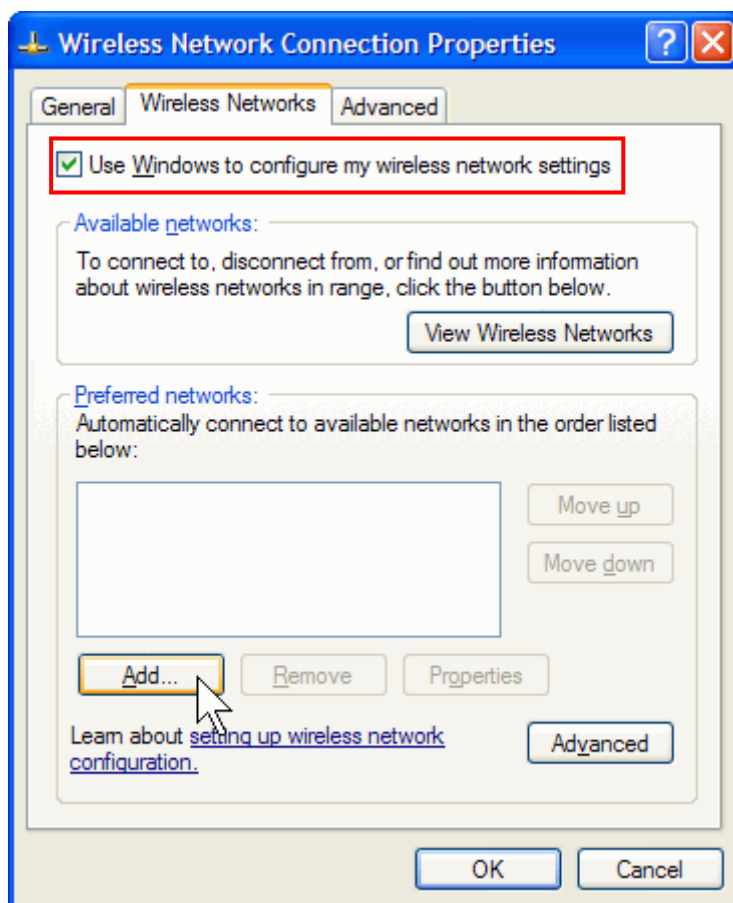 Wireless Network Connection Properties
General Wireless Networks Advanced
Use Windows to configure my wireless network settings
Available networks:
To connect to, disconnect from, or find out more information
about wireless networks in range, click the button below.
View Wireless Networks
Preferred networks:
Automatically connect to available networks in the order listed
below:
Move up
Move down
Add... Remove Properties
Learn about setting up wireless network
configuration.
Advanced
OK Cancel